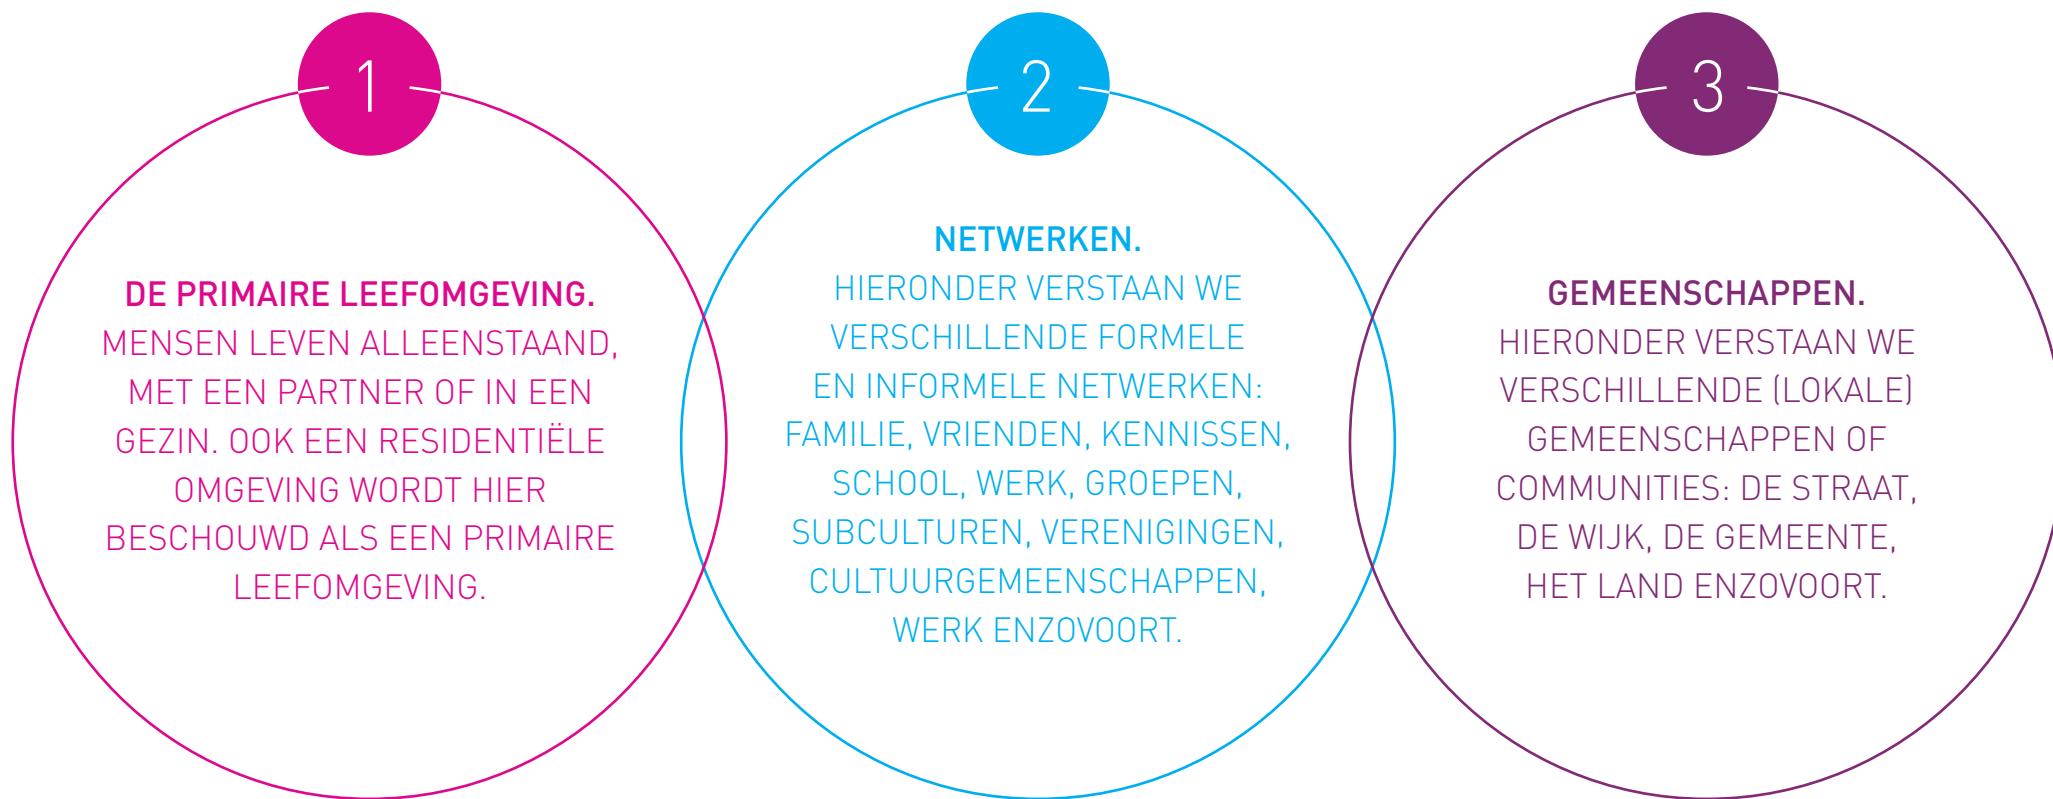 1
DE PRIMAIRE LEEFOMGEVING.
MENSEN LEVEN ALLEENSTAAND,
MET EEN PARTNER OF IN EEN
GEZIN. OOK EEN RESIDENTIËLE
OMGEVING WORDT HIER
BESCHOUWD ALS EEN PRIMAIRE
LEEFOMGEVING.
2
NETWERKEN.
HIERONDER VERSTAAN WE
VERSCHILLENDE FORMELE
EN INFORMELE NETWERKEN:
FAMILIE, VRIENDEN, KENNISSEN,
SCHOOL, WERK, GROEPEN,
SUBCULTUREN, VERENIGINGEN,
CULTUURGEMEENSCHAPPEN,
WERK ENZOVOORT.
3
GEMEENSCHAPPEN.
HIERONDER VERSTAAN WE
VERSCHILLENDE (LOKALE)
GEMEENSCHAPPEN OF
COMMUNITIES: DE STRAAT,
DE WIJK, DE GEMEENTE,
HET LAND ENZOVOORT.